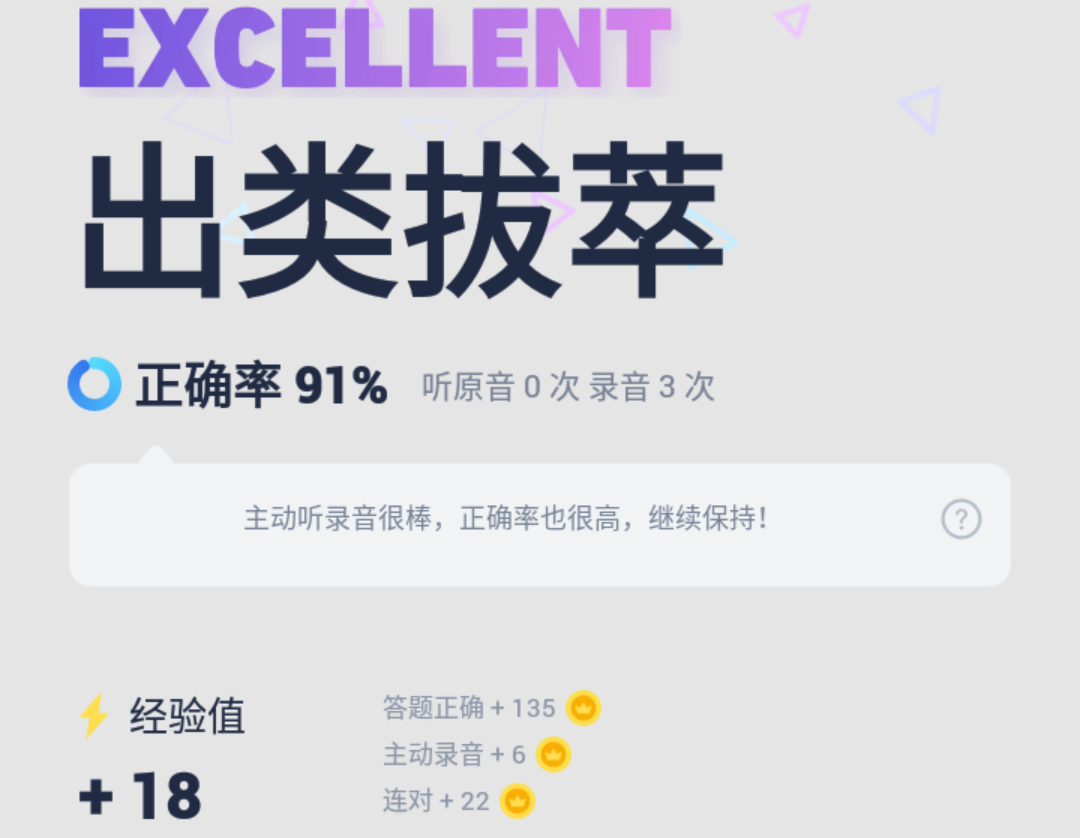 EXCELLENT
出类拔萃
正确率 91% 听原音 0 次 录音 3 次
主动听录音很棒，正确率也很高，继续保持！
?
经验值
+ 18
答题正确 + 135
主动录音 + 6
连对 + 22